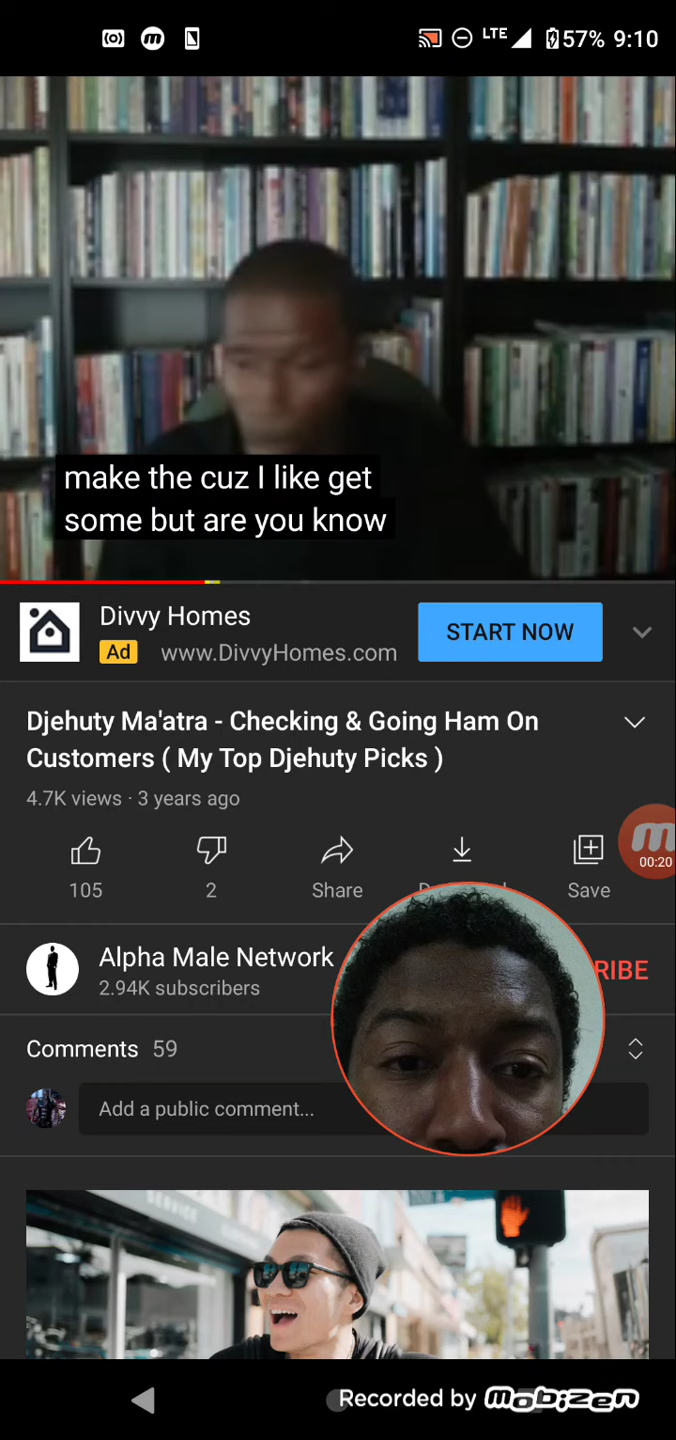 LTE 57% 9:10
make the cuz I like get
some but are you know
Divvy Homes
Ad www.DivvyHomes.com
START NOW
Djehuty Ma'atra - Checking & Going Ham On
Customers ( My Top Djehuty Picks )
4.7K views · 3 years ago
00:20
105 2 Share Save
Alpha Male Network
RIBE
2.94K subscribers
Comments 59
Add a public comment...
Recorded by Mobizen